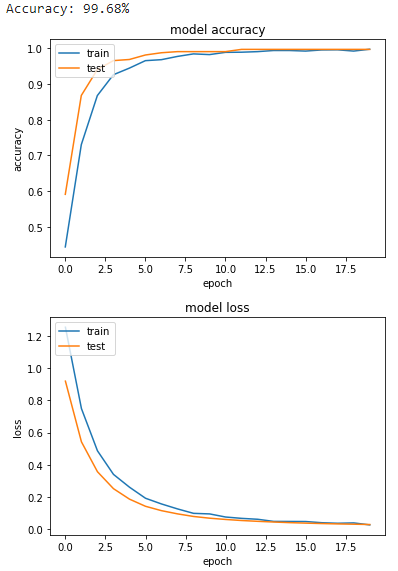 Accuracy: 99.68%
model accuracy
1.0
0.9
0.8
0.7
0.6
0.5
accuracy
train
test
0.0 2.5 5.0 7.5 10.0 12.5 15.0 17.5
epoch
model loss
1.2
1.0
0.8
0.6
0.4
0.2
0.0
loss
train
test
0.0 2.5 5.0 7.5 10.0 12.5 15.0 17.5
epoch